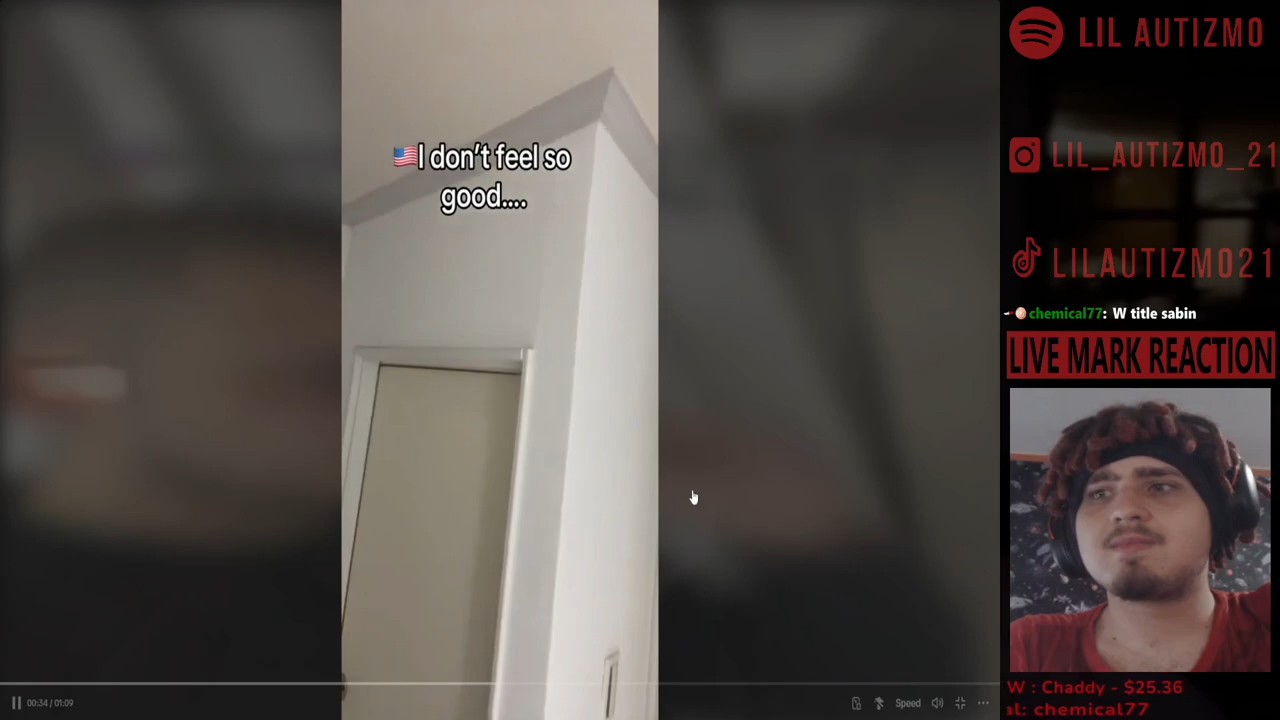 🇺🇸I don't feel so
good....
00:34 / 01:09
Speed
LIL AUTIZMO
LIL_AUTIZMO_21
LILAUTIZMO21
chemical77: W title sabin
LIVE MARK REACTION
W : Chaddy - $25.36
al: chemical77